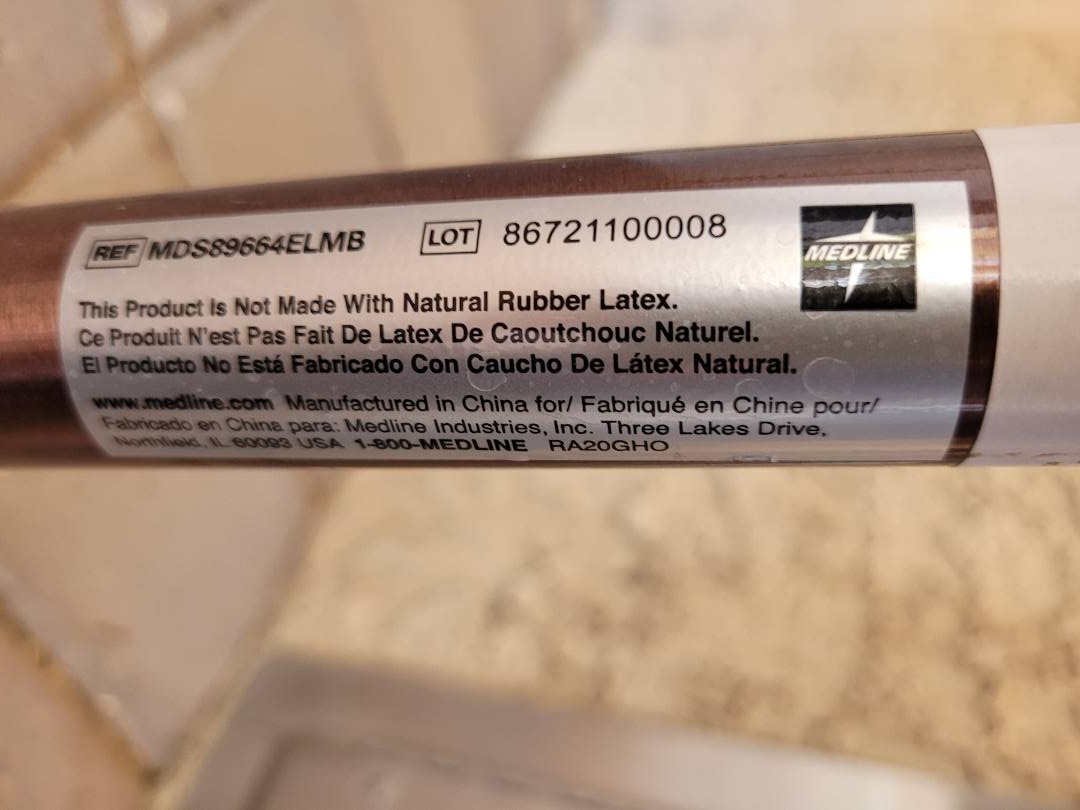 REF MDS89664ELMB LOT 86721100008
MEDLINE
This Product Is Not Made With Natural Rubber Latex.
Ce Produit N'est Pas Fait De Latex De Caoutchouc Naturel.
El Producto No Está Fabricado Con Caucho De Látex Natural.
www.medline.com Manufactured in China for/ Fabriqué en Chine pour/
Fabricado en China para: Medline Industries, Inc. Three Lakes Drive,
Northfield, IL 60093 USA 1-800-MEDLINE RA20GHO